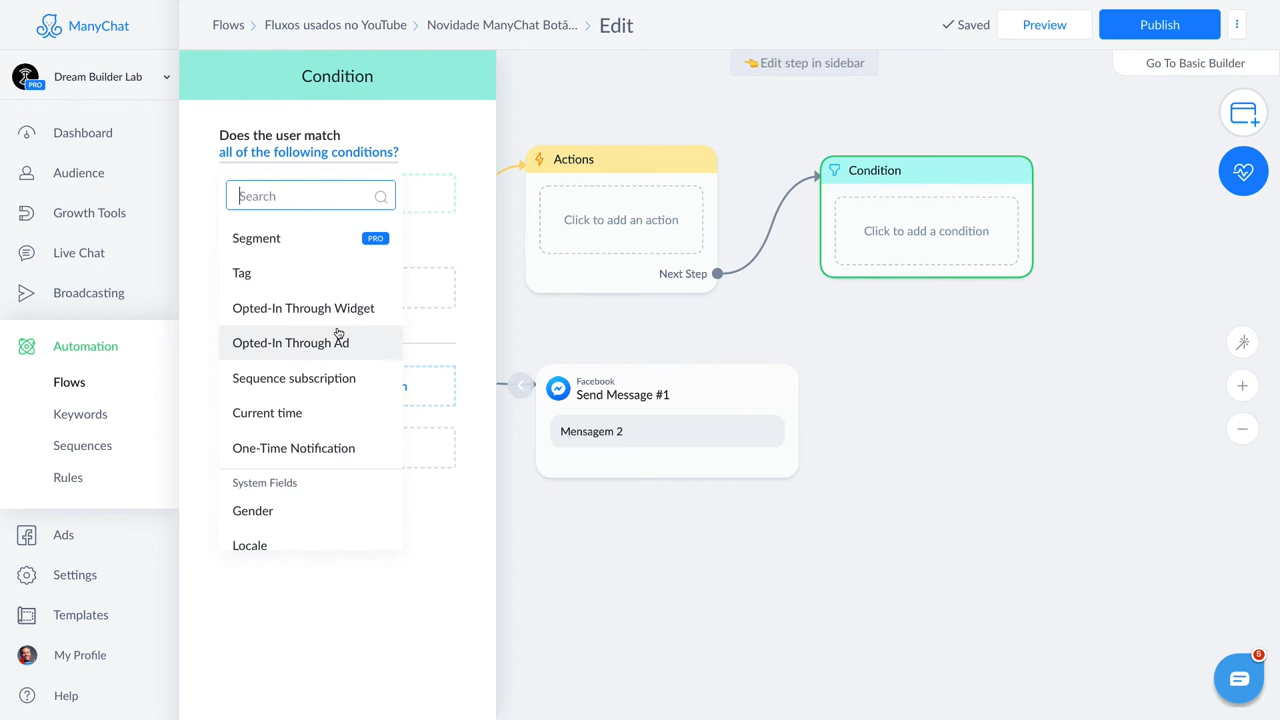 ManyChat
Flows
Fluxos usados no YouTube
Novidade ManyChat Botã...
Edit
Saved
Preview
Publish
Dream Builder Lab
PRO
Condition
Edit step in sidebar
Go To Basic Builder
Dashboard
Audience
Growth Tools
Live Chat
Broadcasting
Automation
Flows
Keywords
Sequences
Rules
Ads
Settings
Templates
My Profile
Help
Does the user match
all of the following conditions?
Search
Segment
PRO
Tag
Opted-In Through Widget
Opted-In Through Ad
Sequence subscription
Current time
One-Time Notification
System Fields
Gender
Locale
n
Actions
Click to add an action
Next Step
Condition
Click to add a condition
Facebook
Send Message #1
Mensagem 2
5